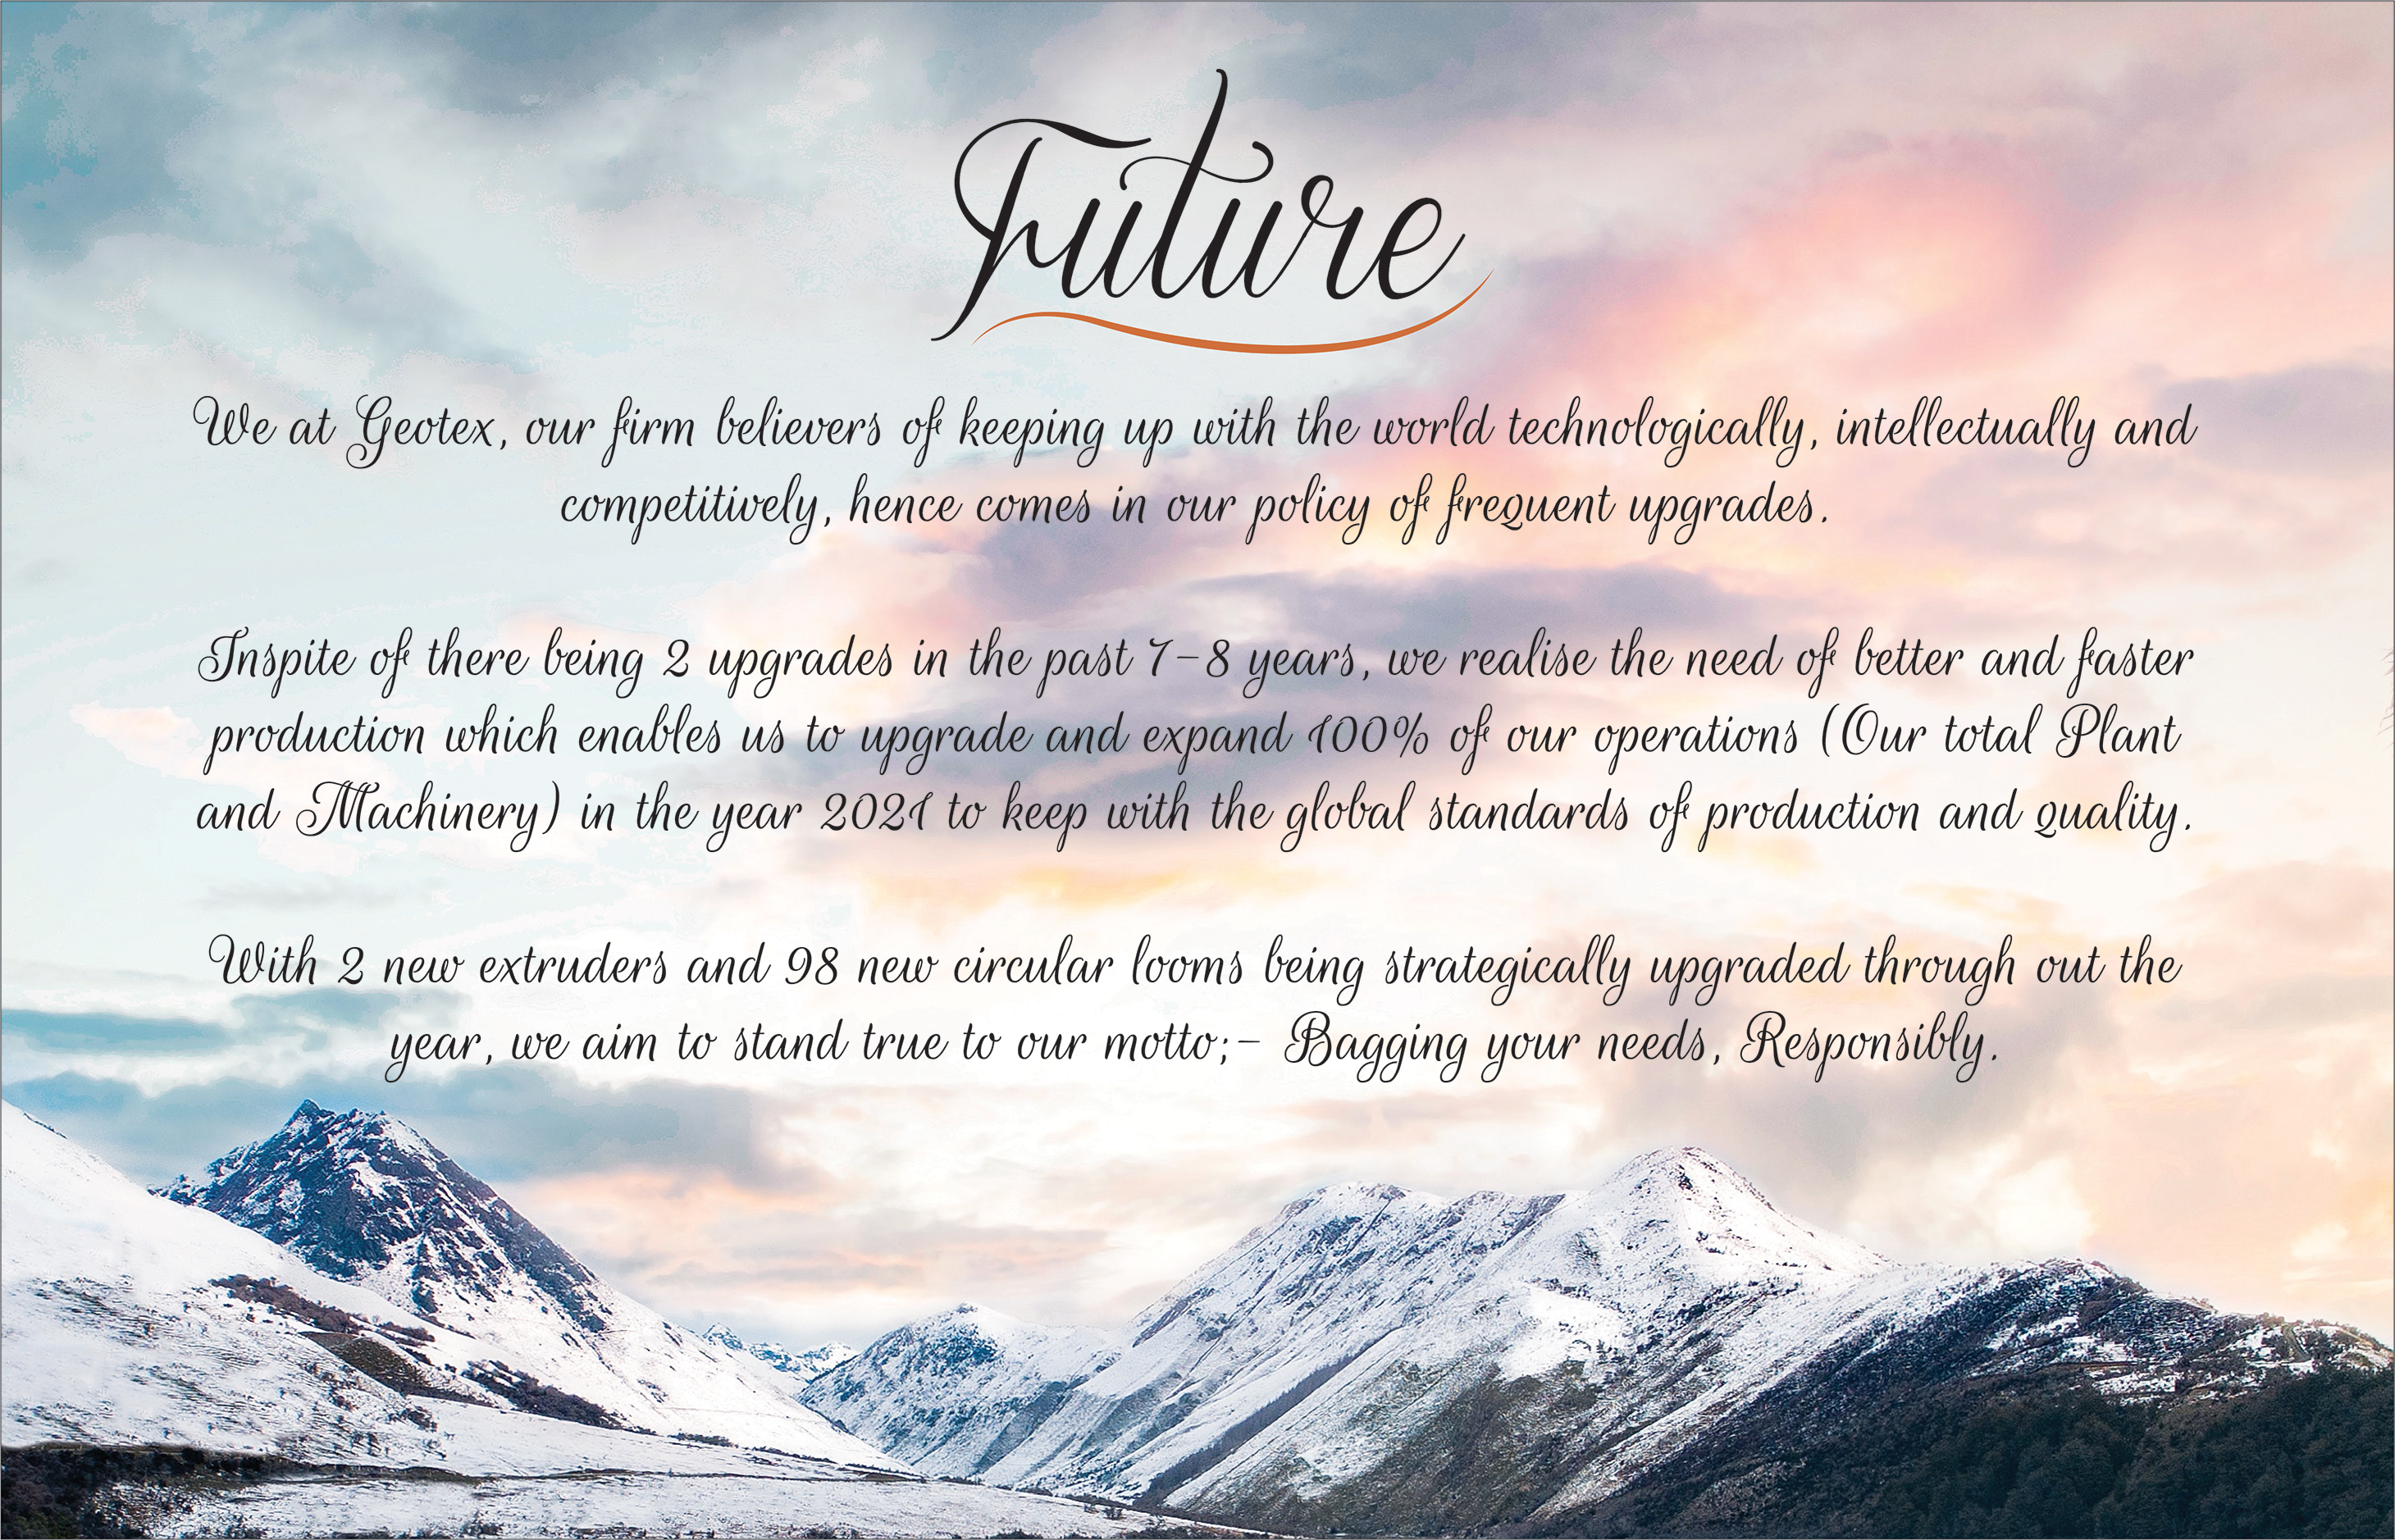 Future
We at Geotex, our firm believers of keeping up with the world technologically, intellectually and
competitively, hence comes in our policy of frequent upgrades.
Inspite of there being 2 upgrades in the past 7-8 years, we realise the need of better and faster
production which enables us to upgrade and expand 100% of our operations (Our total Plant
and Machinery) in the year 2021 to keep with the global standards of production and quality.
With 2 new extruders and 98 new circular looms being strategically upgraded through out the
year, we aim to stand true to our motto;- Bagging your needs, Responsibly.